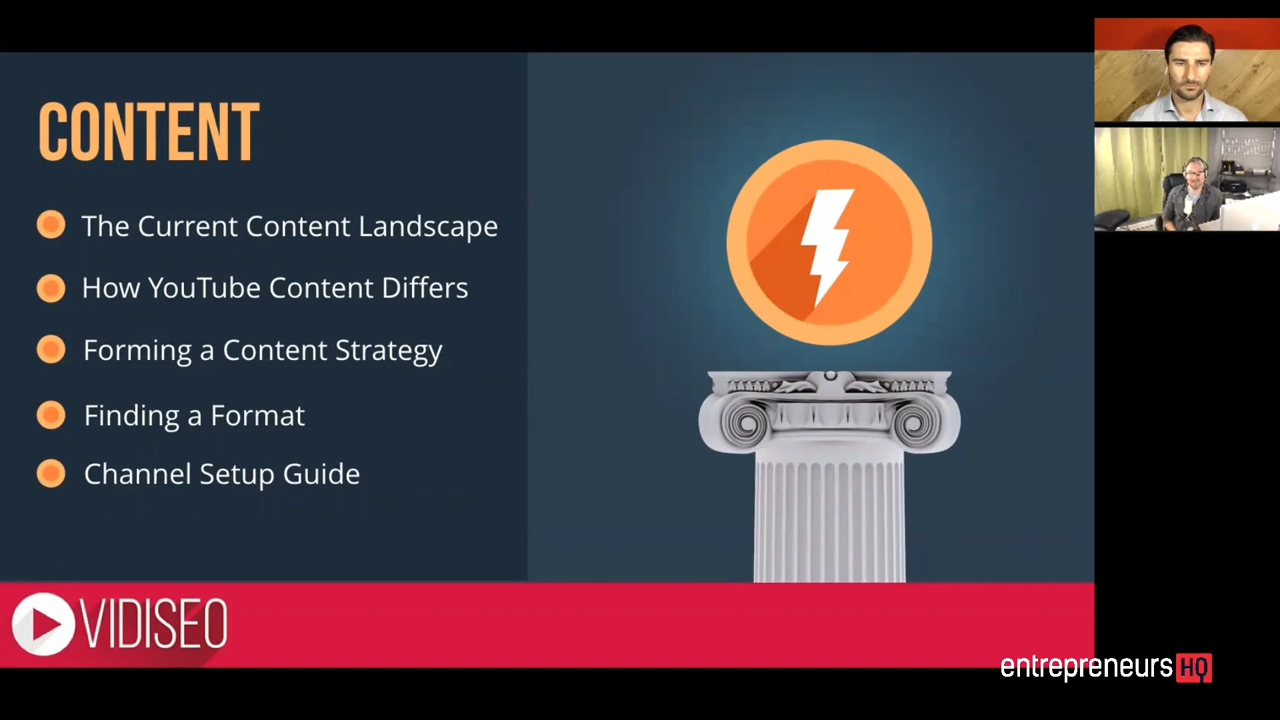 CONTENT
The Current Content Landscape
How YouTube Content Differs
Forming a Content Strategy
Finding a Format
Channel Setup Guide
VIDISEO
entrepreneurs HQ